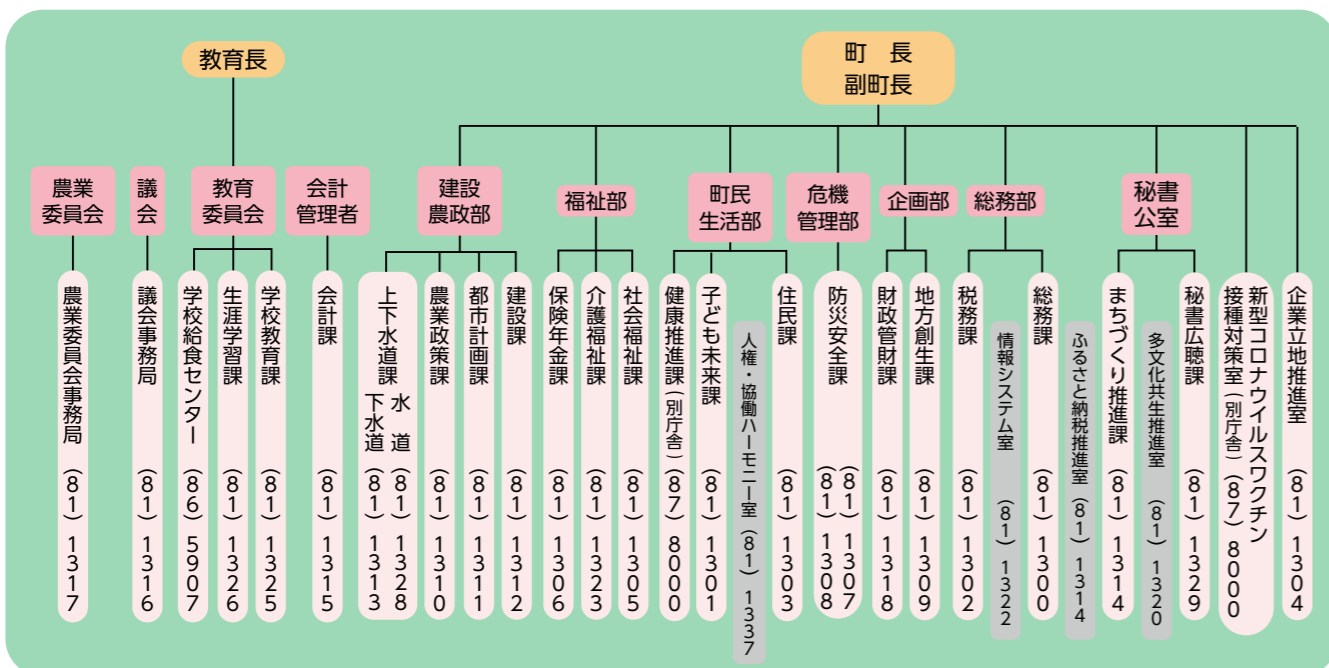 教育長
町　長
副町長
農業
委員会
議会
教育
委員会
会計
管理者
建設
農政部
福祉部
町民
生活部
危機
管理部
企画部
総務部
秘書
公室
企業立地推進室 (81) 1304
新型コロナウイルスワクチン
接種対策室(別庁舎) (87) 8000
秘書広聴課 (81) 1329
多文化共生推進室 (81) 1320
まちづくり推進課 (81) 1314
ふるさと納税推進室 (81) 1314
総務課 (81) 1300
情報システム室 (81) 1322
税務課 (81) 1302
地方創生課 (81) 1309
財政管財課 (81) 1318
防災安全課 (81) 1307
(81) 1308
住民課 (81) 1303
人権・協働ハーモニー室 (81) 1337
子ども未来課 (81) 1301
健康推進課(別庁舎) (87) 8000
社会福祉課 (81) 1305
介護福祉課 (81) 1323
保険年金課 (81) 1306
建設課 (81) 1312
都市計画課 (81) 1311
農業政策課 (81) 1310
上下水道課 水　道 (81) 1328
下水道 (81) 1313
会計課 (81) 1315
学校教育課 (81) 1325
生涯学習課 (81) 1326
学校給食センター (86) 5907
議会事務局 (81) 1316
農業委員会事務局 (81) 1317